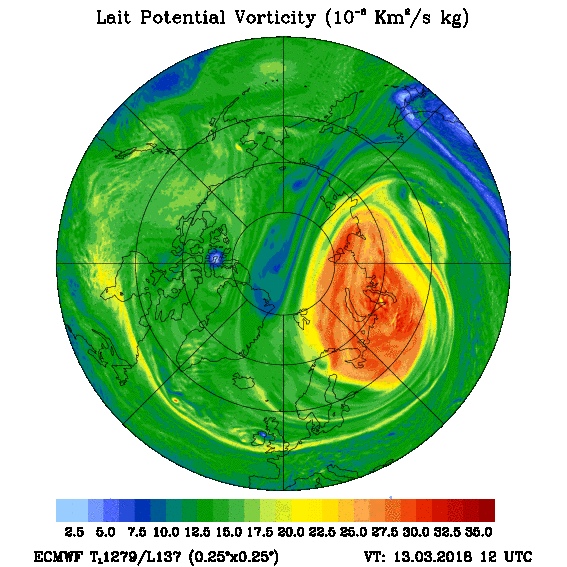 Lait Potential Vorticity (10⁻⁶ Km²/s kg)
2.5 5.0 7.5 10.0 12.5 15.0 17.5 20.0 22.5 25.0 27.5 30.0 32.5 35.0
ECMWF T_L1279/L137 (0.25°x0.25°) VT: 13.03.2018 12 UTC